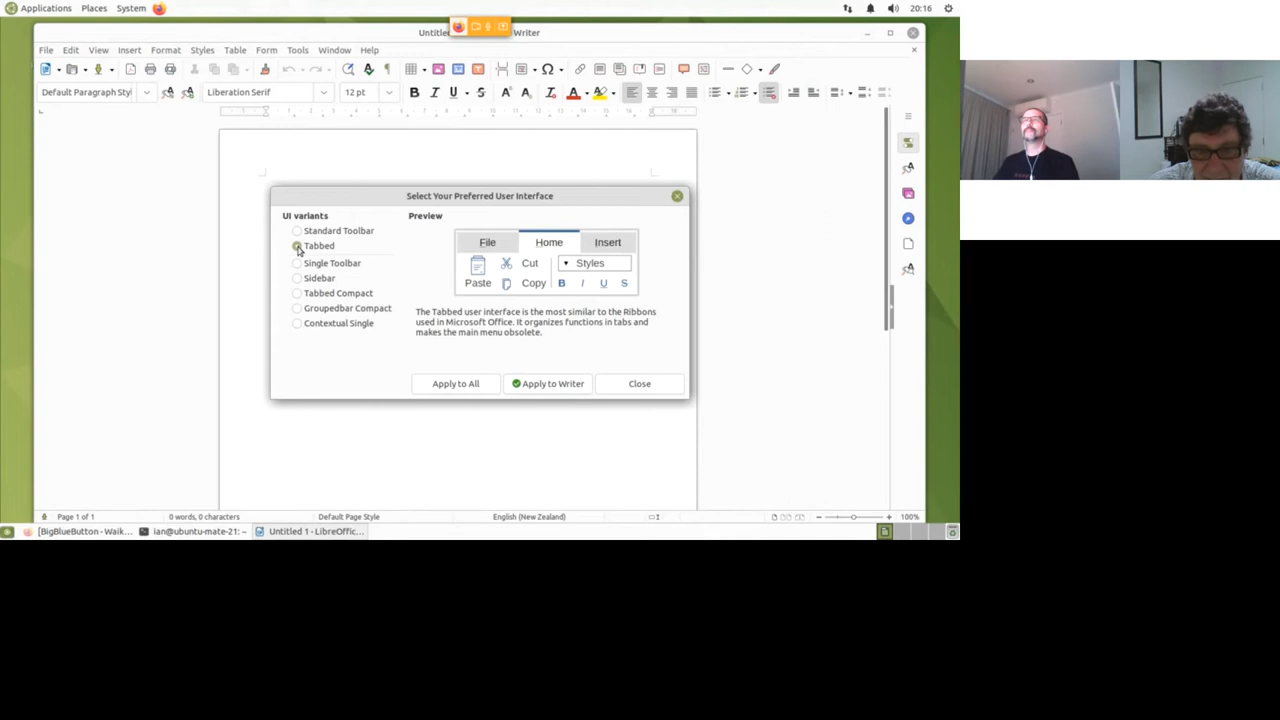 Applications Places System 20:16
Untitle Writer
File Edit View Insert Format Styles Table Form Tools Window Help
Default Paragraph Styl Liberation Serif 12 pt
Select Your Preferred User Interface
UI variants
Standard Toolbar
Tabbed
Single Toolbar
Sidebar
Tabbed Compact
Groupedbar Compact
Contextual Single
Preview
File Home Insert
Cut Styles
Paste Copy B I U S
The Tabbed user interface is the most similar to the Ribbons
used in Microsoft Office. It organizes functions in tabs and
makes the main menu obsolete.
Apply to All Apply to Writer Close
Page 1 of 1 0 words, 0 characters Default Page Style English (New Zealand) 100%
[BigBlueButton - Waik... ian@ubuntu-mate-21: ~ Untitled 1 - LibreOffic...